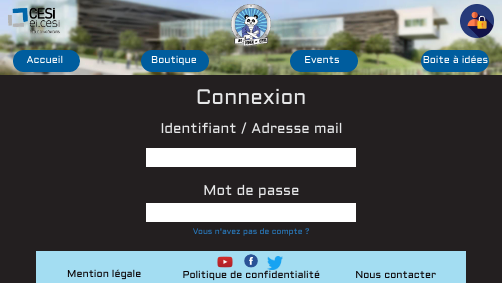 CESi
ei.cesi
Accueil
Boutique
Events
Boite à idées
Connexion
Identifiant / Adresse mail
Mot de passe
Vous n'avez pas de compte ?
Mention légale
Politique de confidentialité
Nous contacter